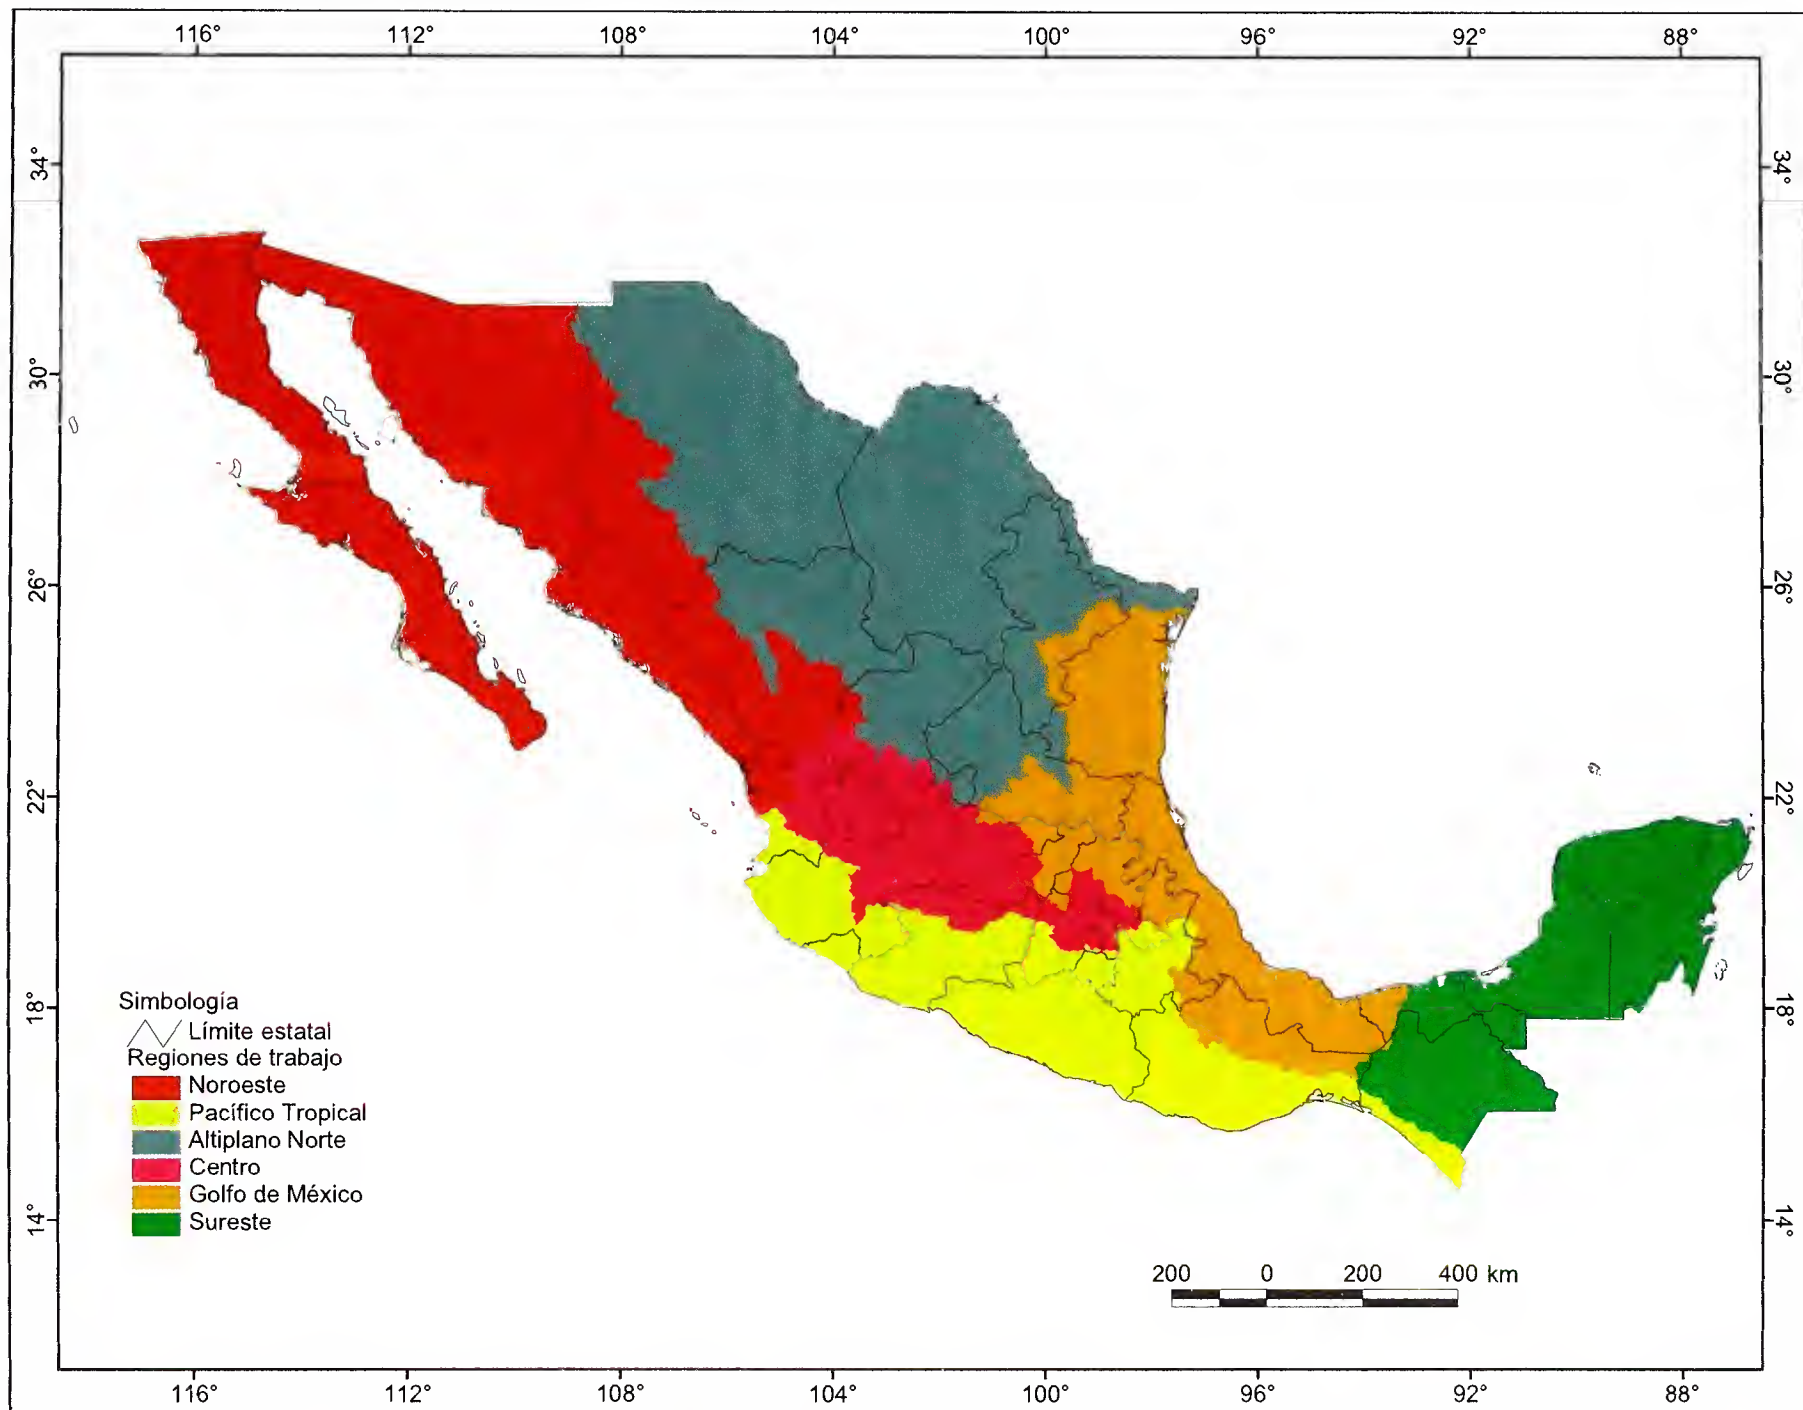 116° 112° 108° 104° 100° 96° 92° 88°
34° 34°
30° 30°
26° 26°
22° 22°
18° 18°
14° 14°
Simbología
Límite estatal
Regiones de trabajo
Noroeste
Pacífico Tropical
Altiplano Norte
Centro
Golfo de México
Sureste
200 0 200 400 km
116° 112° 108° 104° 100° 96° 92° 88°